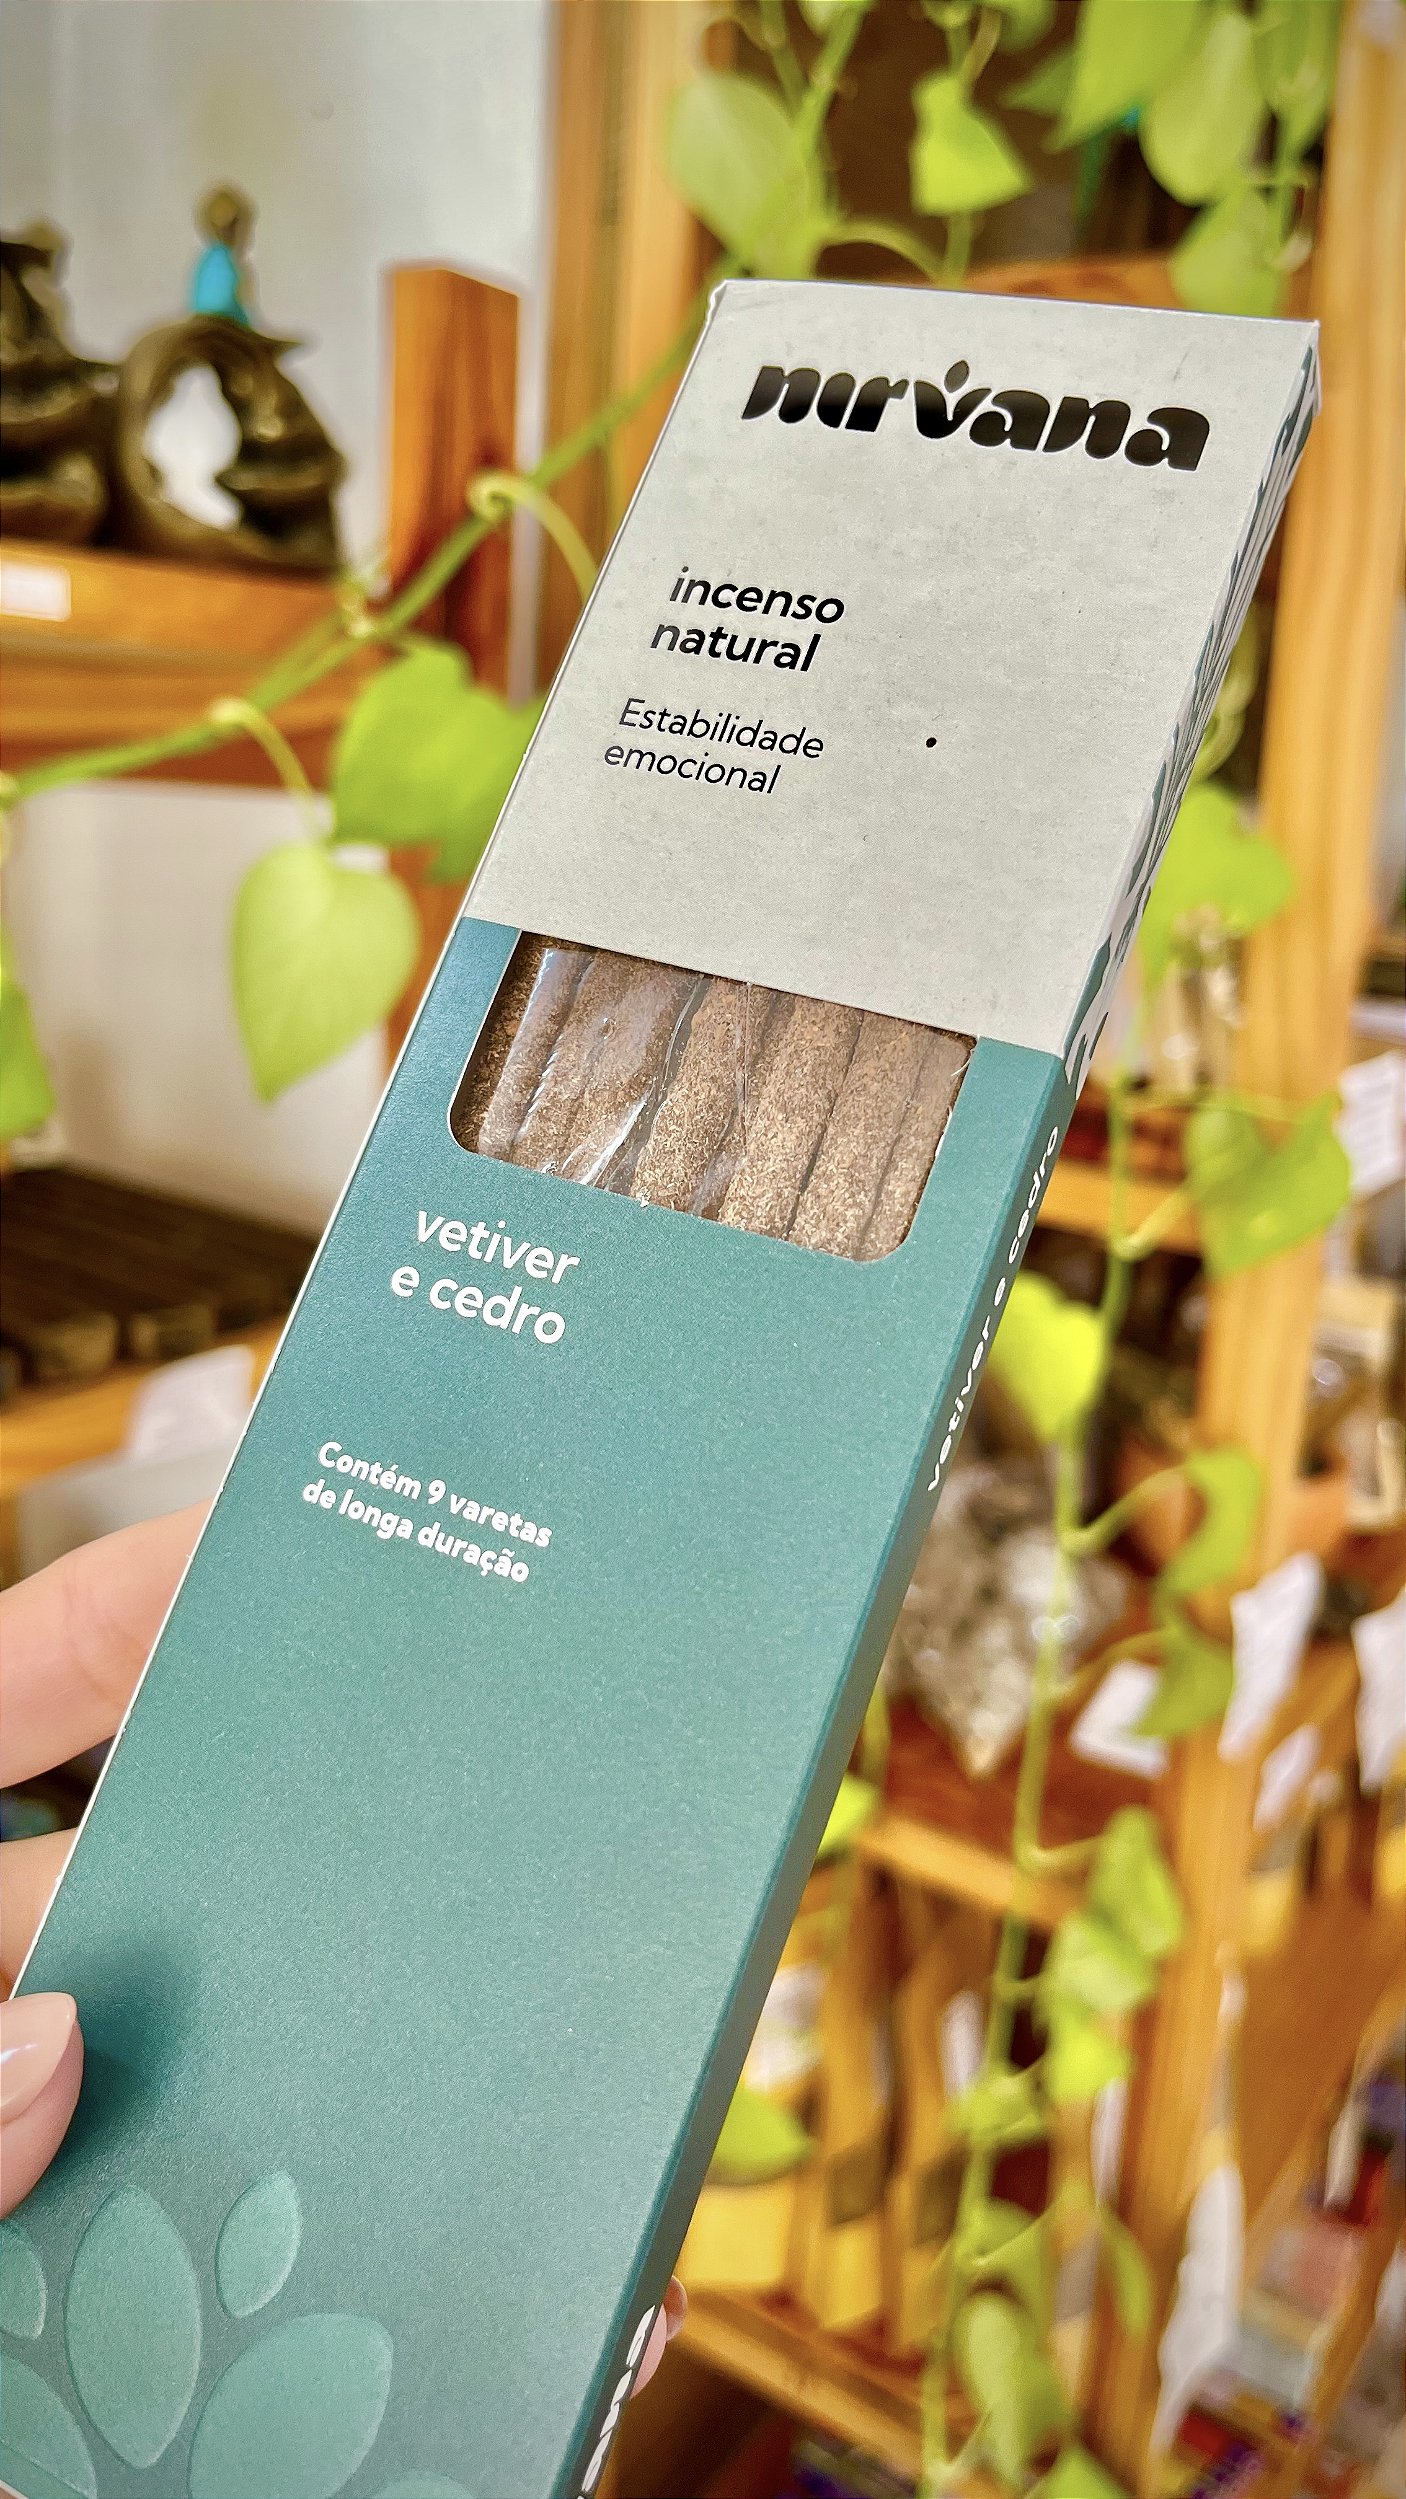 nirvana
incenso
natural
Estabilidade
emocional
vetiver
e cedro
Contém 9 varetas
de longa duração
vetiver e cedro